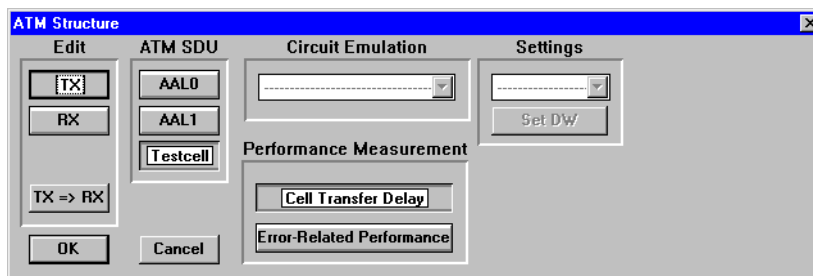 ATM Structure
Edit
ATM SDU
Circuit Emulation
Settings
TX
AAL0
RX
AAL1
Set DW
Testcell
Performance Measurement
TX => RX
Cell Transfer Delay
Error-Related Performance
OK
Cancel